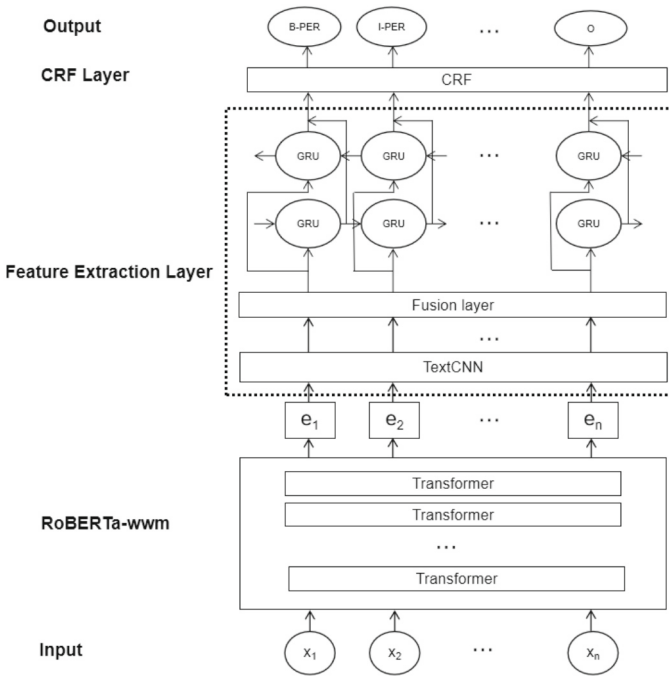 Output
B-PER I-PER ... O
CRF Layer
CRF
GRU GRU ... GRU
GRU GRU ... GRU
Feature Extraction Layer
Fusion layer
...
TextCNN
e1 e2 ... en
Transformer
Transformer
RoBERTa-wwm
...
Transformer
Input
x1 x2 ... xn